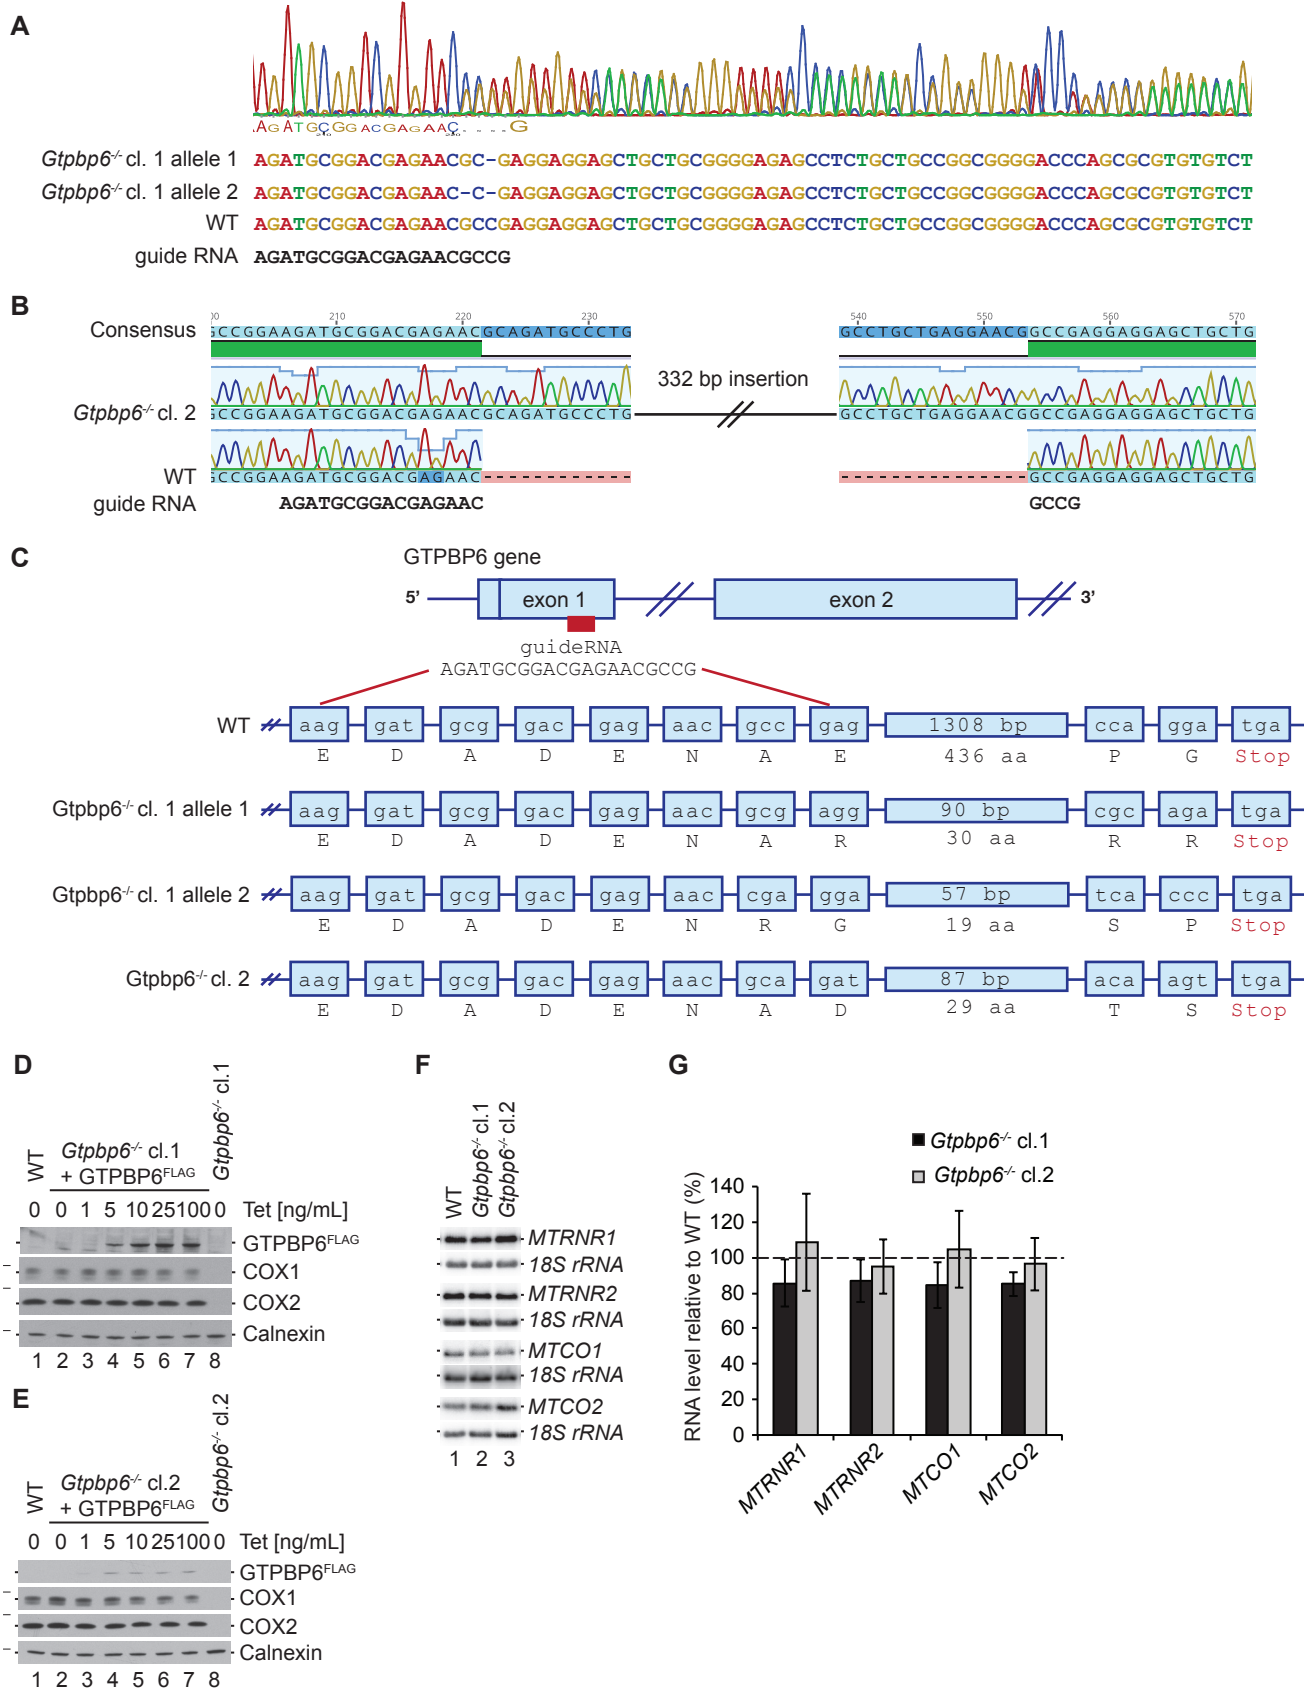 A
AGATGCGGACGAGAAC----G
Gtpbp6-/- cl. 1 allele 1 AGATGCGGACGAGAACGC-GAGGAGGAGCTGCTGCGGGGAGAGCCTCTGCTGCCGGCGGGGACCCAGCGCGTGTGTCT
Gtpbp6-/- cl. 1 allele 2 AGATGCGGACGAGAAC-C-GAGGAGGAGCTGCTGCGGGGAGAGCCTCTGCTGCCGGCGGGGACCCAGCGCGTGTGTCT
WT AGATGCGGACGAGAACGCCGAGGAGGAGCTGCTGCGGGGAGAGCCTCTGCTGCCGGCGGGGACCCAGCGCGTGTGTCT
guide RNA AGATGCGGACGAGAACGCCG
B
210 220 230 540 550 560 570
Consensus GCCGGAAGATGCGGACGAGAACGCAGATGCCCTG GCCTGCTGAGGAACGGCCGAGGAGGAGCTGCTG
332 bp insertion
Gtpbp6-/- cl. 2 GCCGGAAGATGCGGACGAGAACGCAGATGCCCTG GCCTGCTGAGGAACGGCCGAGGAGGAGCTGCTG
WT GCCGGAAGATGCGGACGAGAAC------------ ---------------GCCGAGGAGGAGCTGCTG
guide RNA AGATGCGGACGAGAAC GCCG
C
GTPBP6 gene
5' exon 1 exon 2 3'
guideRNA
AGATGCGGACGAGAACGCCG
WT aag gat gcg gac gag aac gcc gag 1308 bp cca gga tga
E D A D E N A E 436 aa P G Stop
Gtpbp6-/- cl. 1 allele 1 aag gat gcg gac gag aac gcg agg 90 bp cgc aga tga
E D A D E N A R 30 aa R R Stop
Gtpbp6-/- cl. 1 allele 2 aag gat gcg gac gag aac cga gga 57 bp tca ccc tga
E D A D E N R G 19 aa S P Stop
Gtpbp6-/- cl. 2 aag gat gcg gac gag aac gca gat 87 bp aca agt tga
E D A D E N A D 29 aa T S Stop
D
WT Gtpbp6-/- cl.1 + GTPBP6FLAG Gtpbp6-/- cl.1
0 0 1 5 10 25 100 0 Tet [ng/mL]
GTPBP6FLAG
COX1
COX2
Calnexin
1 2 3 4 5 6 7 8
E
WT Gtpbp6-/- cl.2 + GTPBP6FLAG Gtpbp6-/- cl.2
0 0 1 5 10 25 100 0 Tet [ng/mL]
GTPBP6FLAG
COX1
COX2
Calnexin
1 2 3 4 5 6 7 8
F
WT Gtpbp6-/- cl.1 Gtpbp6-/- cl.2
MTRNR1
18S rRNA
MTRNR2
18S rRNA
MTCO1
18S rRNA
MTCO2
18S rRNA
1 2 3
G
Gtpbp6-/- cl.1
Gtpbp6-/- cl.2
RNA level relative to WT (%)
140
120
100
80
60
40
20
0
MTRNR1 MTRNR2 MTCO1 MTCO2